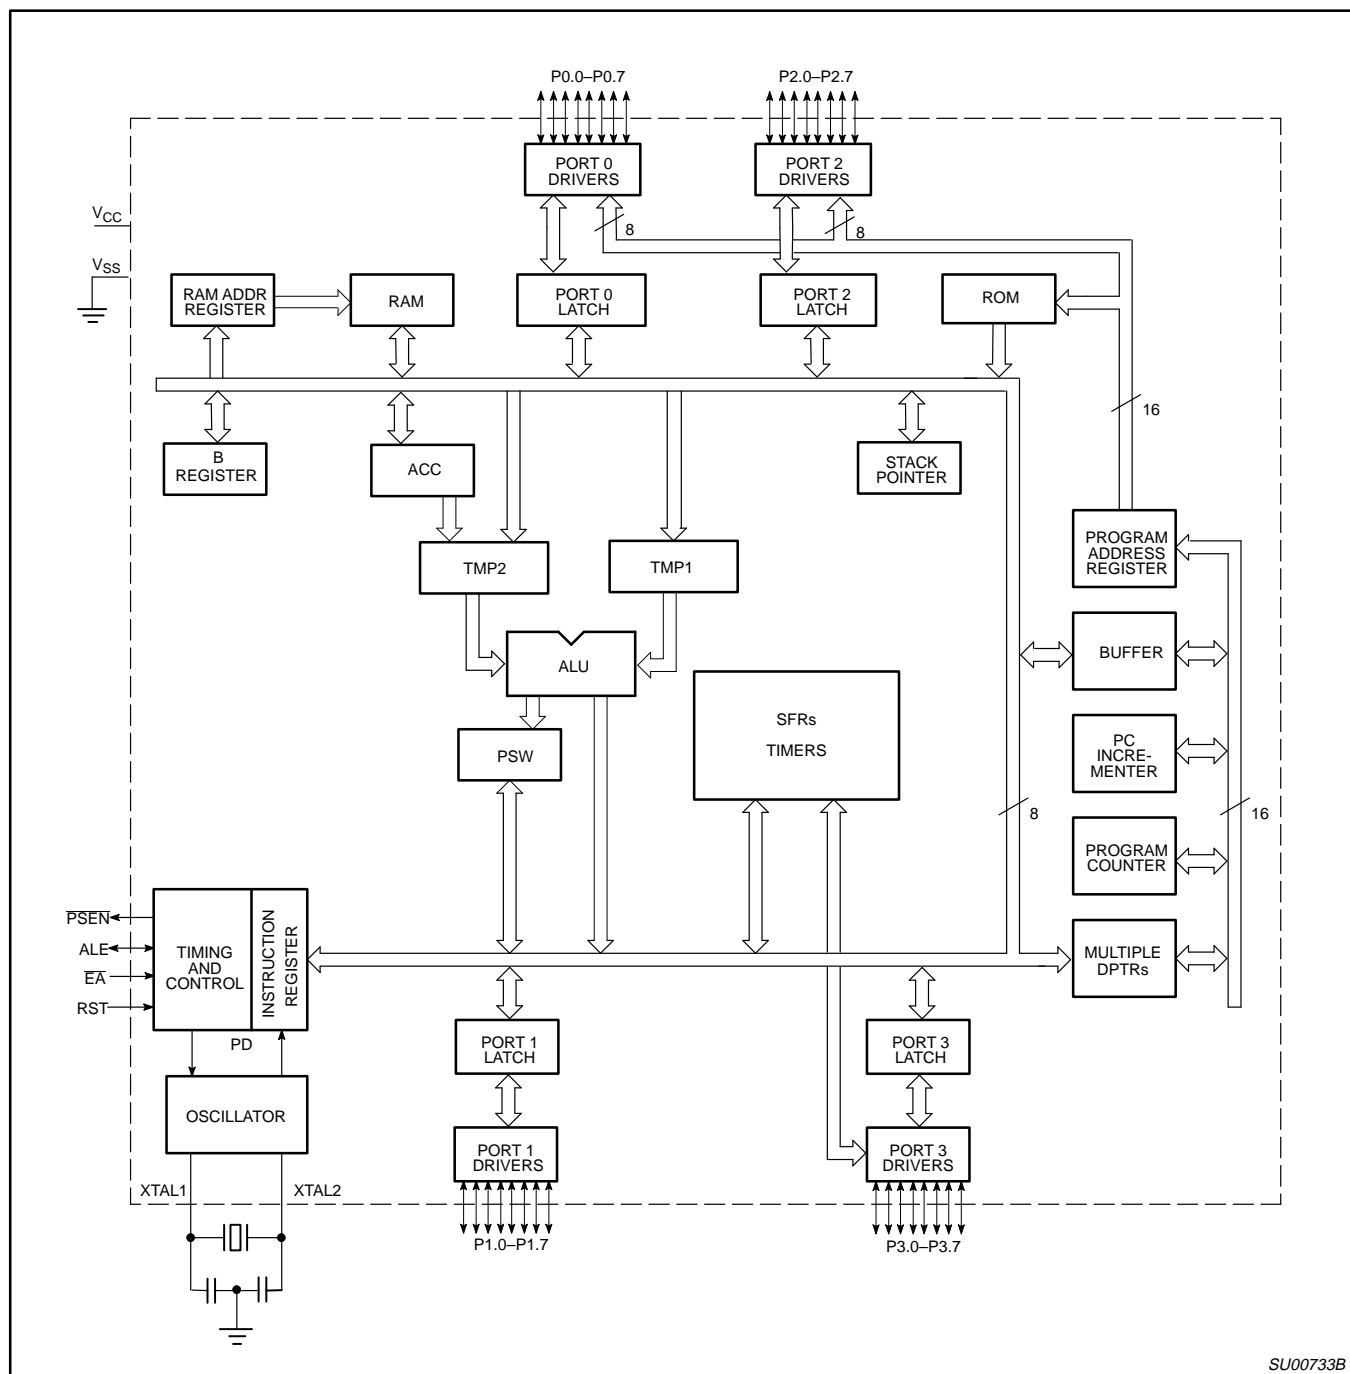 P0.0–P0.7
P2.0–P2.7
PORT 0
DRIVERS
PORT 2
DRIVERS
VCC
8
8
VSS
RAM ADDR
REGISTER
RAM
PORT 0
LATCH
PORT 2
LATCH
ROM
16
B
REGISTER
ACC
STACK
POINTER
PROGRAM
ADDRESS
REGISTER
TMP2
TMP1
BUFFER
ALU
SFRs
TIMERS
PSW
PC
INCRE-
MENTER
8
16
PROGRAM
COUNTER
PSEN
ALE
EA
RST
TIMING
AND
CONTROL
INSTRUCTION
REGISTER
MULTIPLE
DPTRs
PD
PORT 1
LATCH
PORT 3
LATCH
OSCILLATOR
PORT 1
DRIVERS
PORT 3
DRIVERS
XTAL1
XTAL2
P1.0–P1.7
P3.0–P3.7
SU00733B